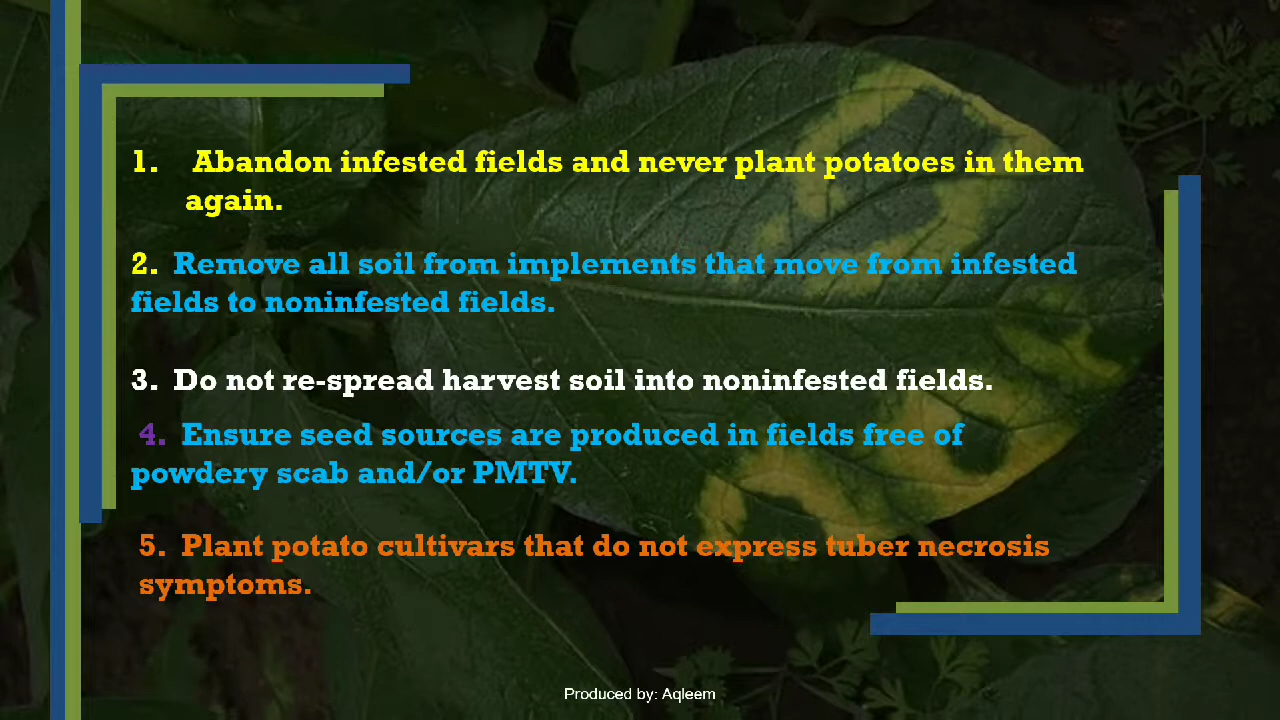 1. Abandon infested fields and never plant potatoes in them
again.
2. Remove all soil from implements that move from infested
fields to noninfested fields.
3. Do not re-spread harvest soil into noninfested fields.
4. Ensure seed sources are produced in fields free of
powdery scab and/or PMTV.
5. Plant potato cultivars that do not express tuber necrosis
symptoms.
Produced by: Aqleem